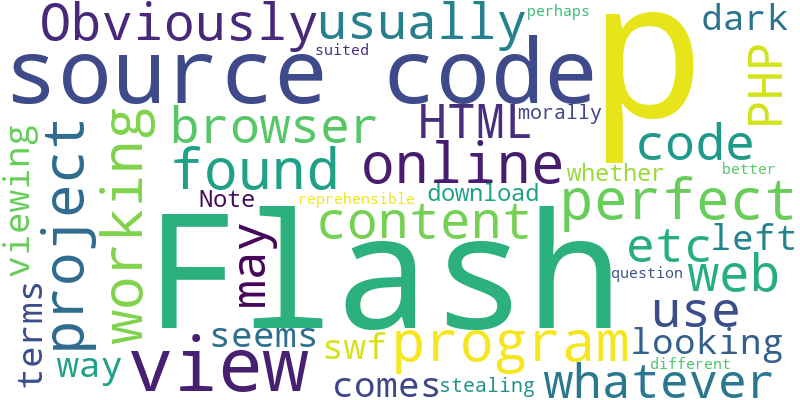 Obviously
usually
perhaps
dark
suited
source code
p
PHP
morally
HTML
browser
code
project
working
viewing
found
online
whether
better
Note
reprehensible
download
perfect
content
etc
left
may
Flash
question
web
terms
use
seems
swf
program
looking
way
view
comes
stealing
different
whatever